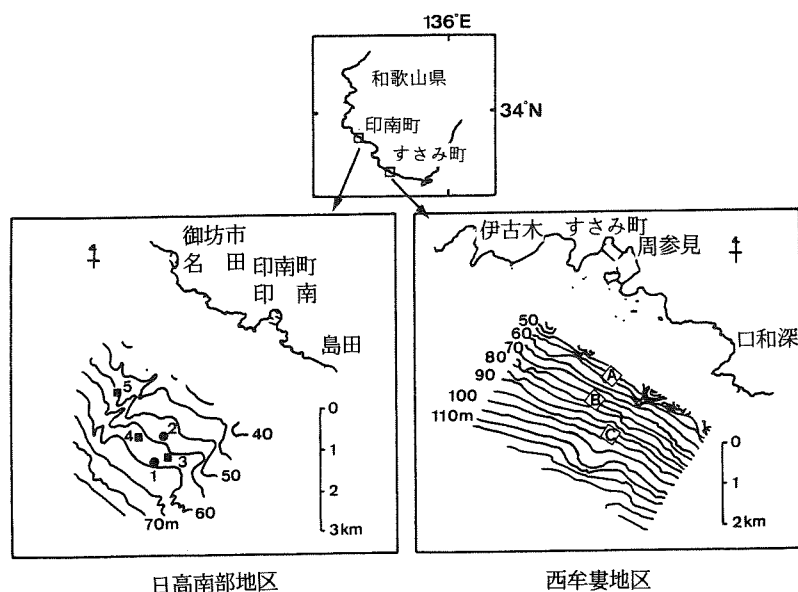 136°E
和歌山県
34°N
印南町
すさみ町
御坊市
名 田
印南町
印 南
島田
5
4
2
3
1
40
50
60
70m
0
1
2
3km
日高南部地区
伊古木
すさみ町
周参見
口和深
50
60
70
80
90
100
110m
A
B
C
0
1
2km
西牟婁地区